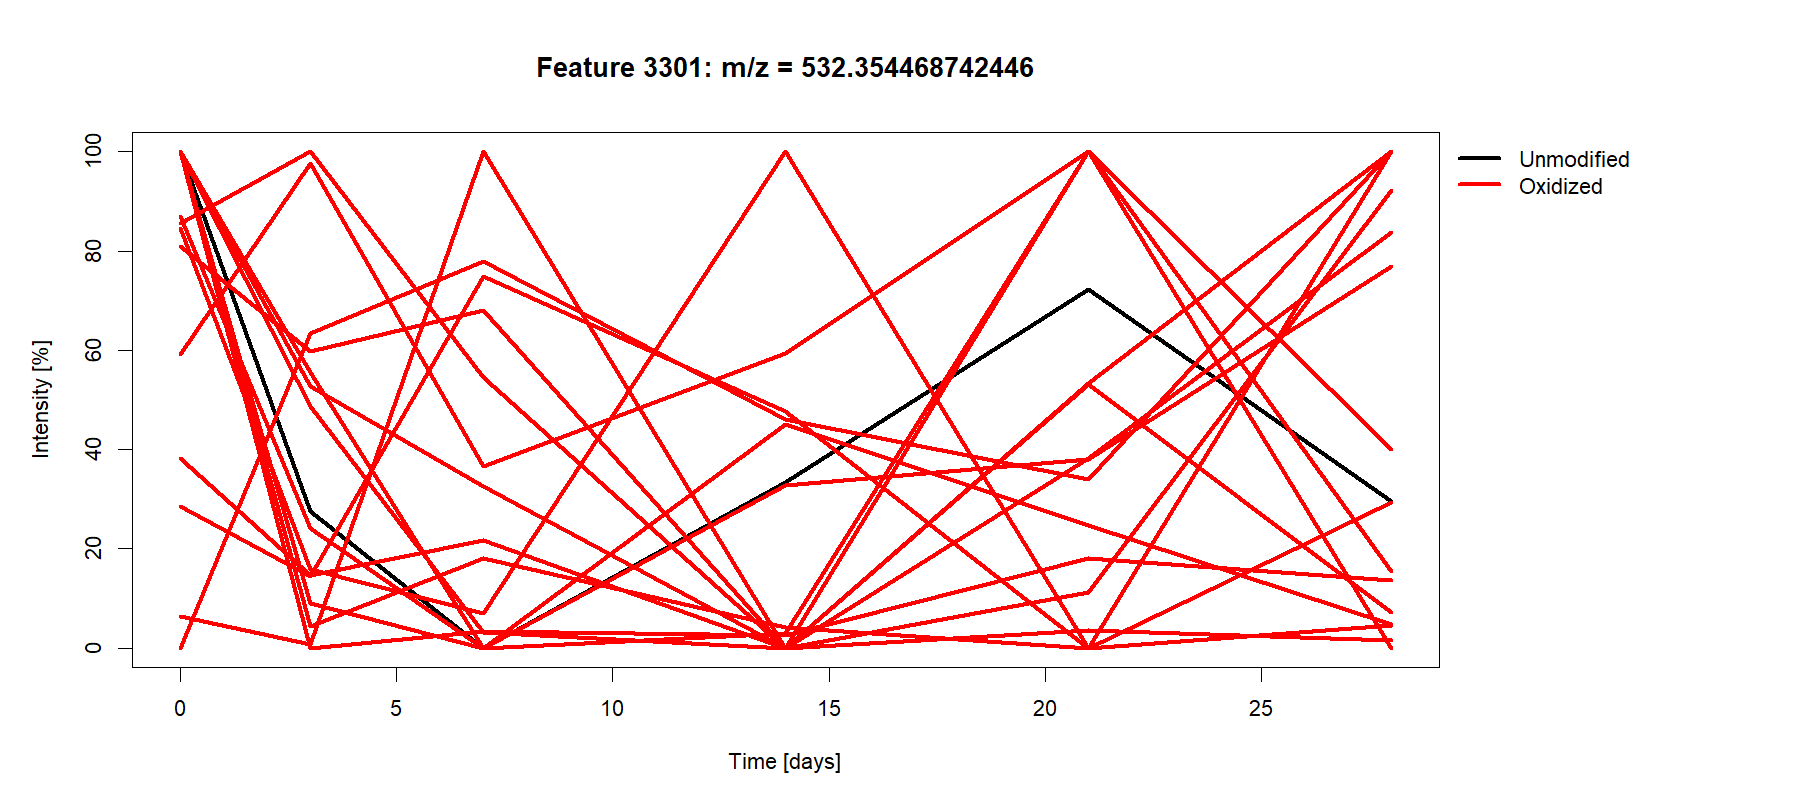 Feature 3301: m/z = 532.354468742446
Unmodified
Oxidized
Intensity [%]
100
80
60
40
20
0
0 5 10 15 20 25
Time [days]